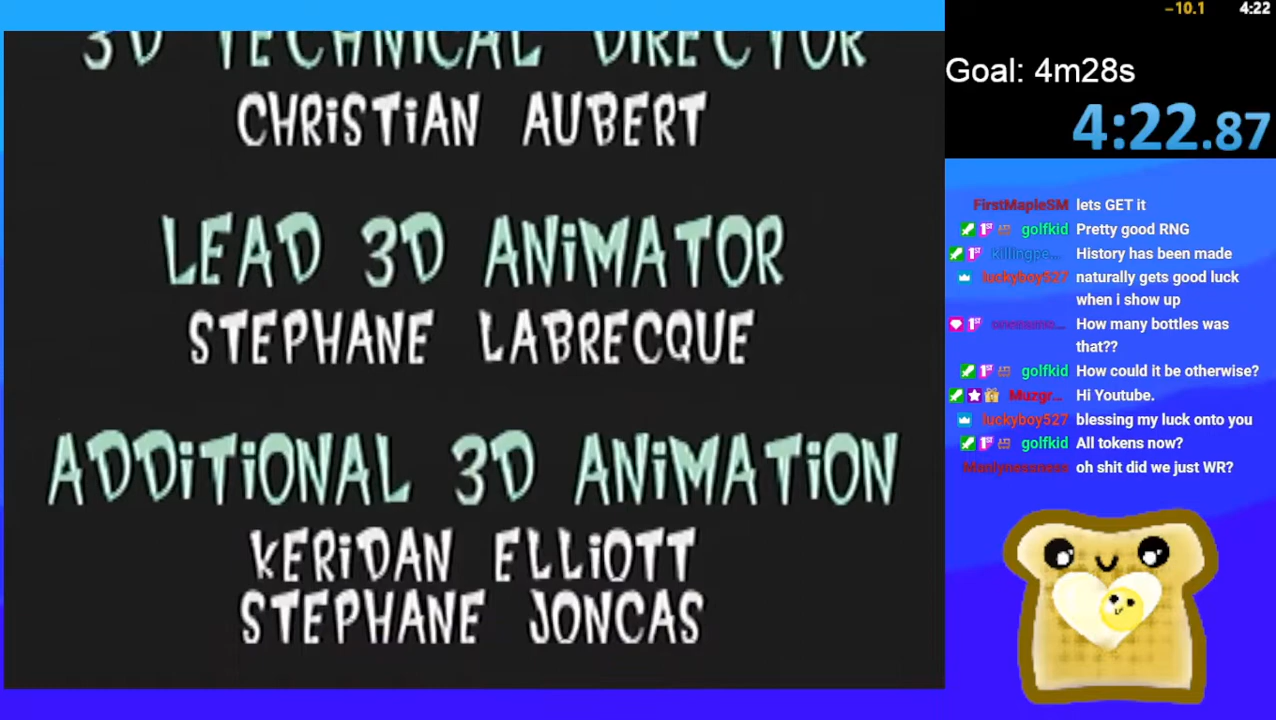 3D TECHNICAL DIRECTOR
CHRiSTiAN AUBERT
LEAD 3D ANiMATOR
STEPHANE LABRECQUE
ADDiTiONAL 3D ANiMATiON
KERiDAN ELLiOTT
STEPHANE JONCAS
−10.1 4:22
Goal: 4m28s
4:22.87
FirstMapleSM lets GET it
golfkid Pretty good RNG
killingpe... History has been made
luckyboy527 naturally gets good luck
when i show up
How many bottles was
that??
golfkid How could it be otherwise?
Muzgr... Hi Youtube.
luckyboy527 blessing my luck onto you
golfkid All tokens now?
oh shit did we just WR?